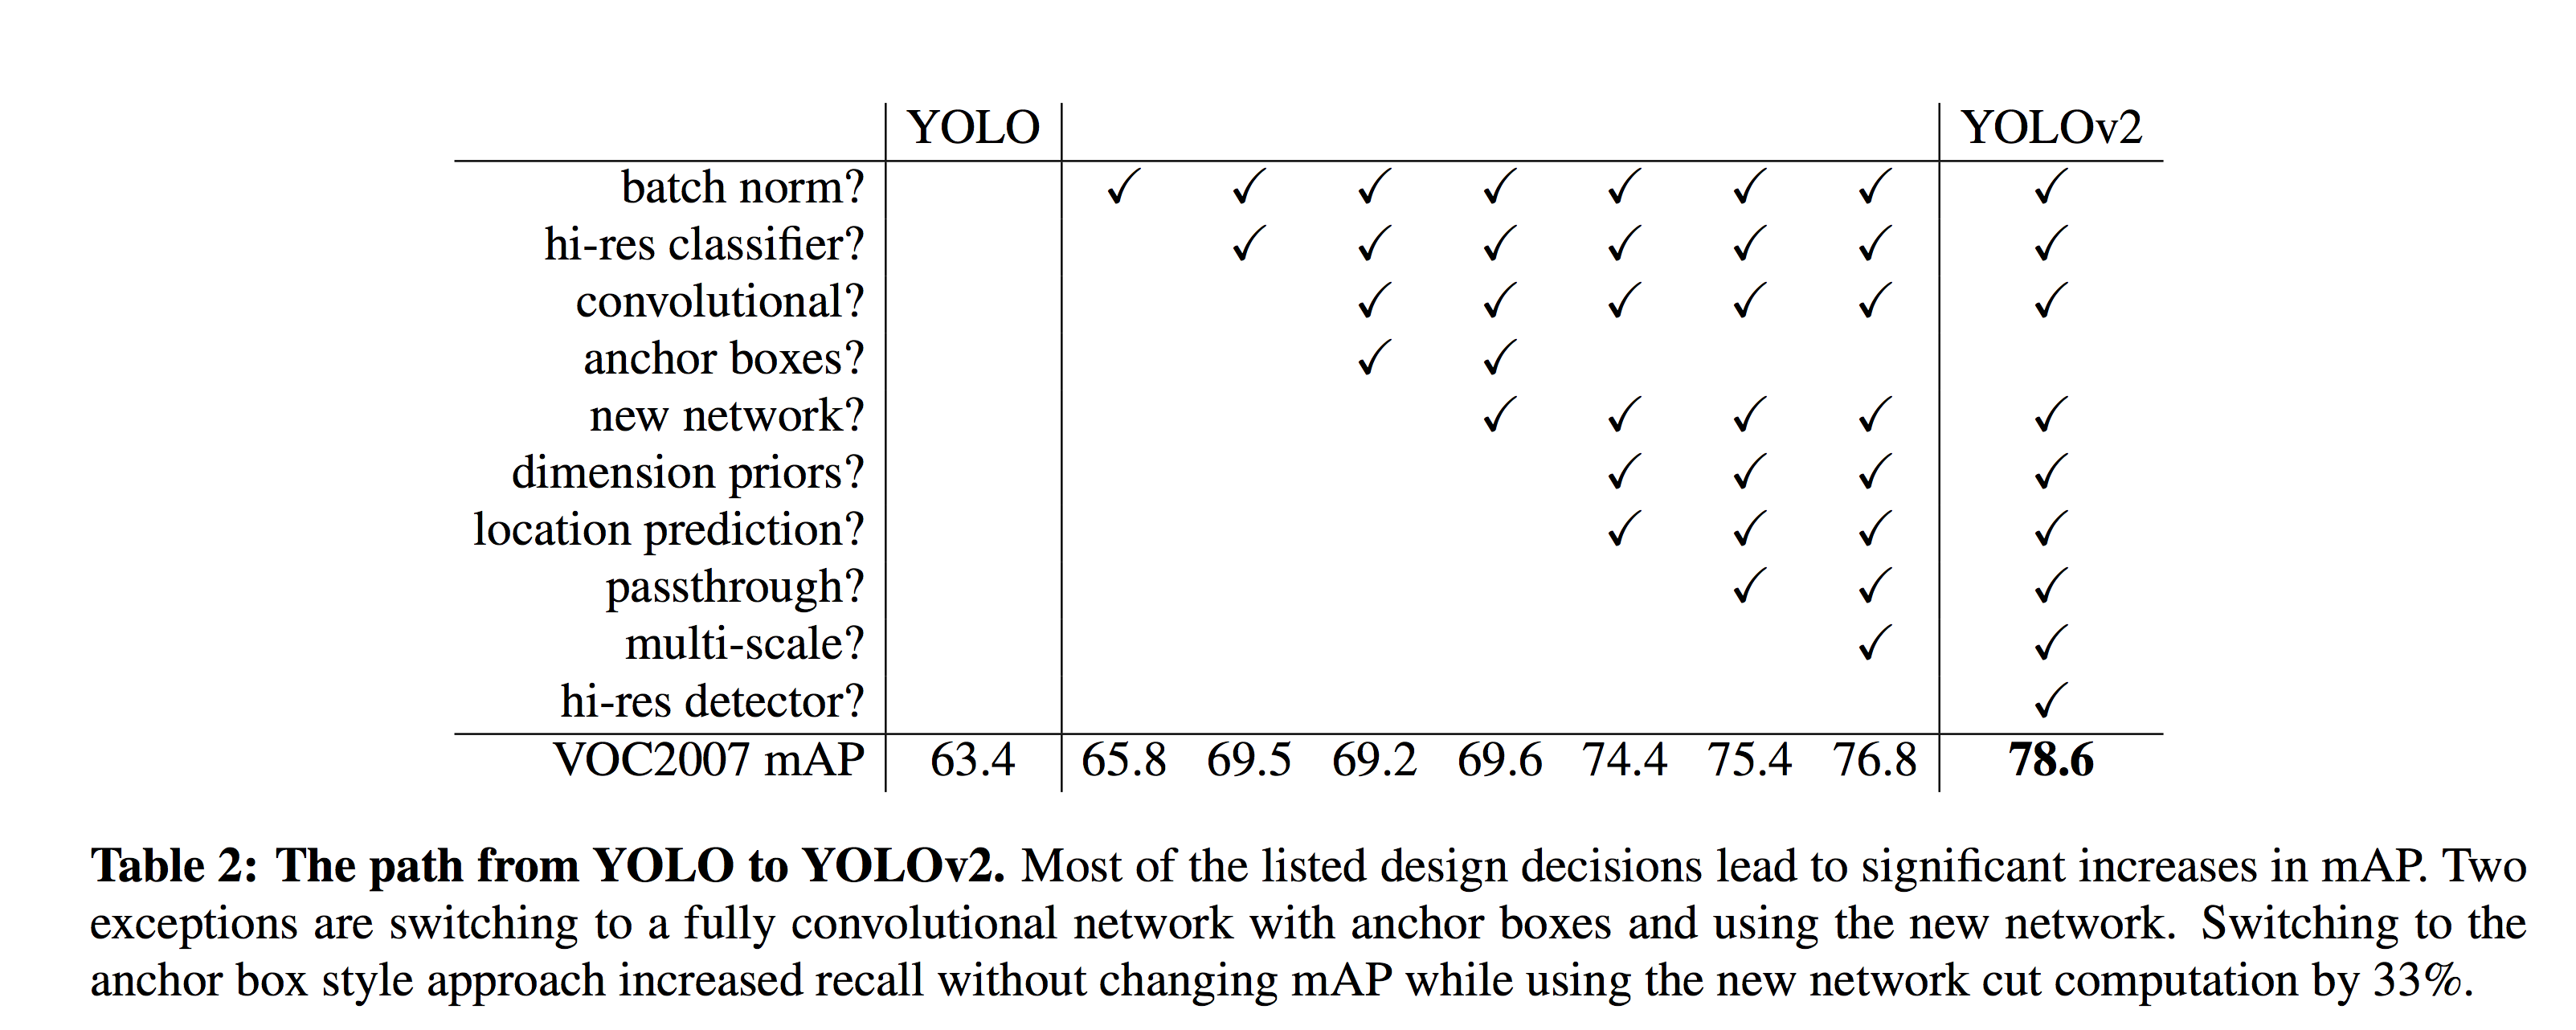 YOLO YOLOv2
batch norm? ✓ ✓ ✓ ✓ ✓ ✓ ✓ ✓
hi-res classifier? ✓ ✓ ✓ ✓ ✓ ✓ ✓
convolutional? ✓ ✓ ✓ ✓ ✓ ✓
anchor boxes? ✓ ✓
new network? ✓ ✓ ✓ ✓ ✓
dimension priors? ✓ ✓ ✓ ✓
location prediction? ✓ ✓ ✓ ✓
passthrough? ✓ ✓ ✓
multi-scale? ✓ ✓
hi-res detector? ✓
VOC2007 mAP 63.4 65.8 69.5 69.2 69.6 74.4 75.4 76.8 78.6
Table 2: The path from YOLO to YOLOv2. Most of the listed design decisions lead to significant increases in mAP. Two
exceptions are switching to a fully convolutional network with anchor boxes and using the new network. Switching to the
anchor box style approach increased recall without changing mAP while using the new network cut computation by 33%.